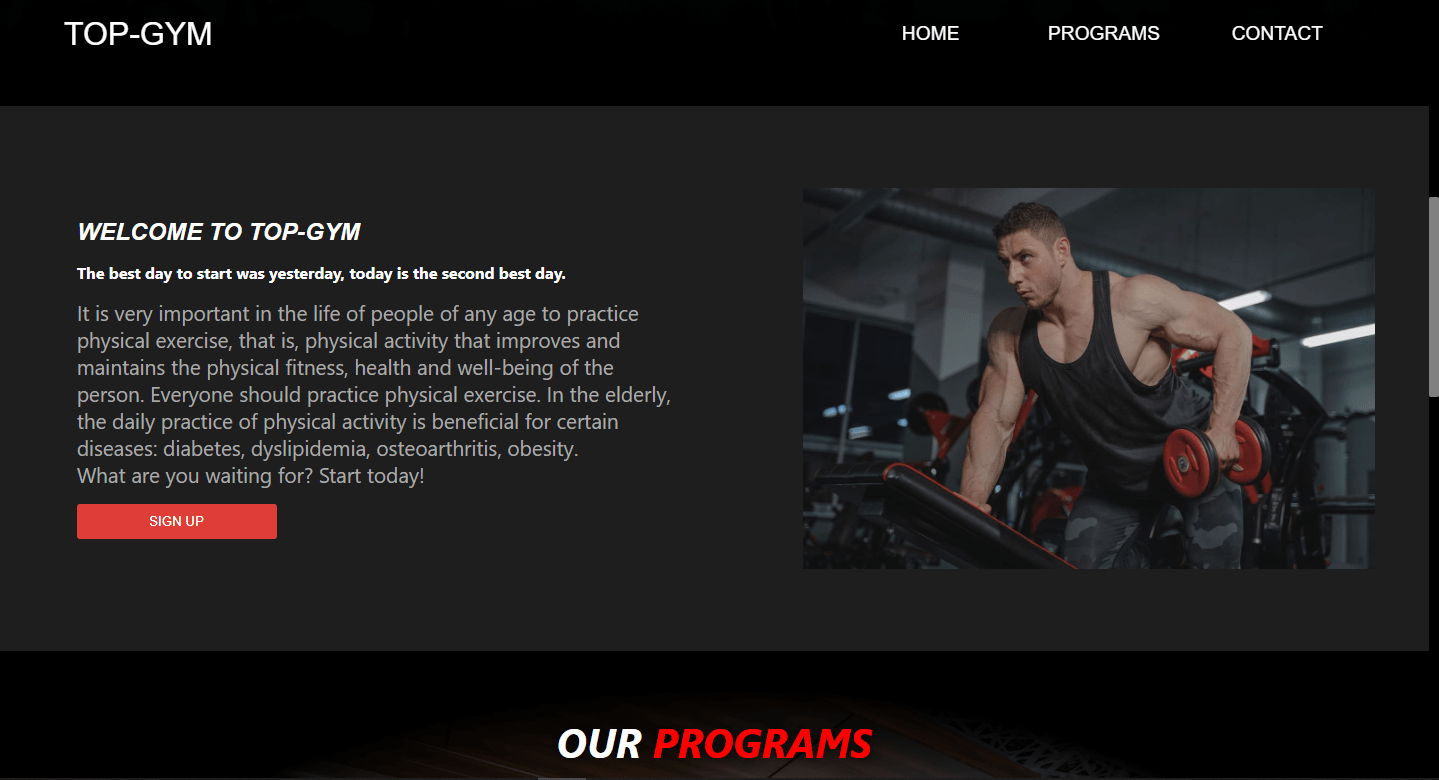 TOP-GYM
HOME PROGRAMS CONTACT
WELCOME TO TOP-GYM
The best day to start was yesterday, today is the second best day.
It is very important in the life of people of any age to practice
physical exercise, that is, physical activity that improves and
maintains the physical fitness, health and well-being of the
person. Everyone should practice physical exercise. In the elderly,
the daily practice of physical activity is beneficial for certain
diseases: diabetes, dyslipidemia, osteoarthritis, obesity.
What are you waiting for? Start today!
SIGN UP
OUR PROGRAMS